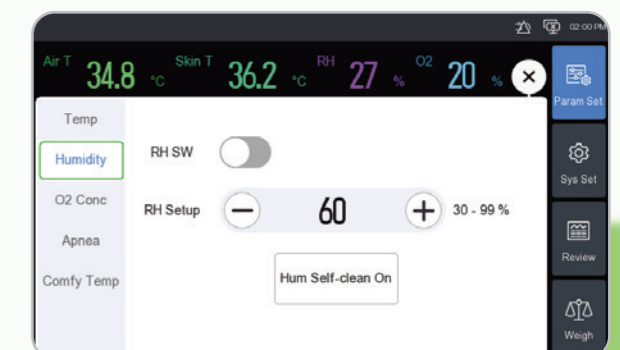 02:00 PM
Air T 34.8 °C Skin T 36.2 °C RH 27 % O2 20 %
Param Set
Temp
Humidity
RH SW
Sys Set
O2 Conc
RH Setup 60 30 - 99 %
Apnea
Review
Comfy Temp
Hum Self-clean On
Weigh